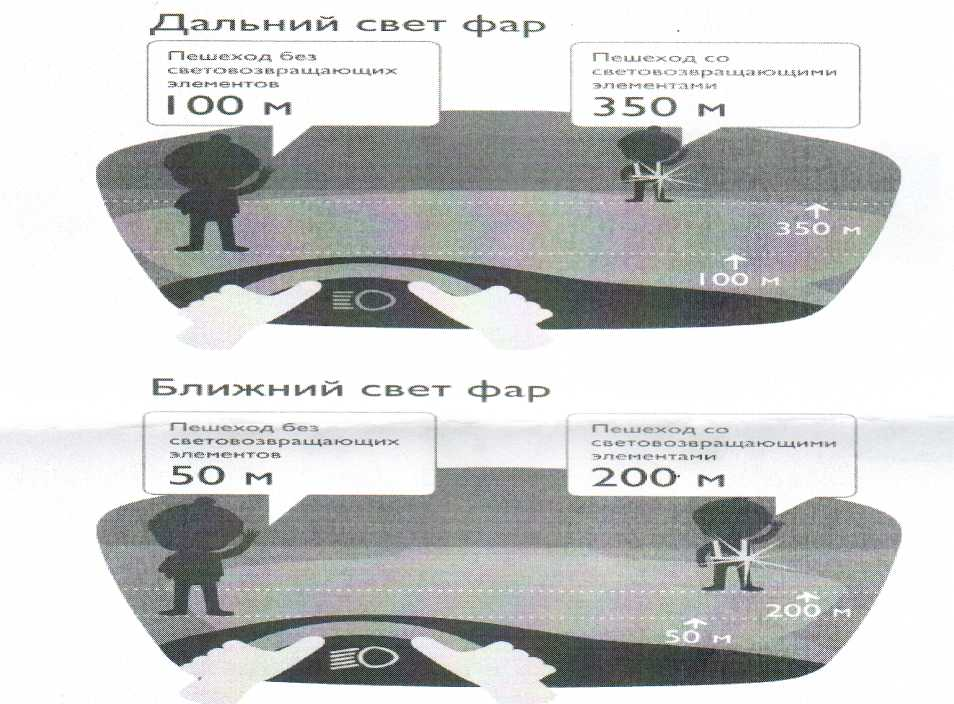 Дальний свет фар
Пешеход без
световозвращающих
элементов
100 м
Пешеход со
световозвращающими
элементами
350 м
350 м
100 м
Ближний свет фар
Пешеход без
световозвращающих
элементов
50 м
Пешеход со
световозвращающими
элементами
200 м
200 м
50 м